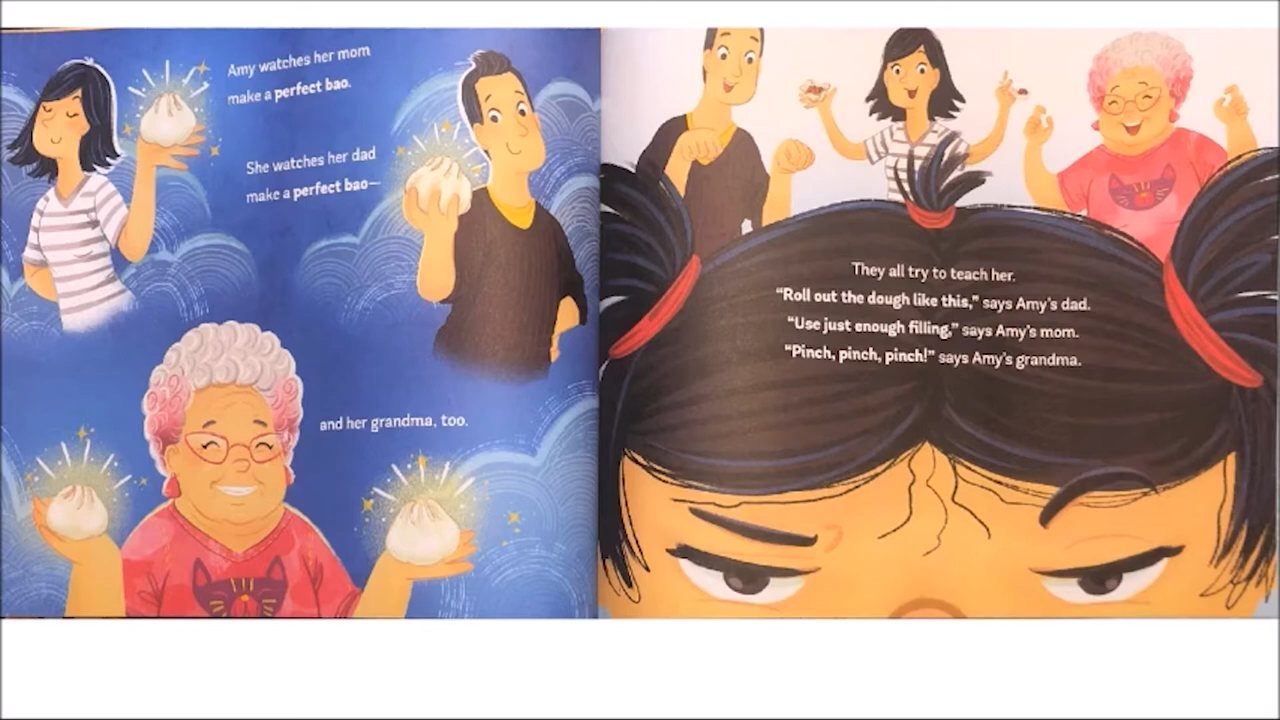 Amy watches her mom
make a perfect bao.
She watches her dad
make a perfect bao—
and her grandma, too.
They all try to teach her.
“Roll out the dough like this,” says Amy’s dad.
“Use just enough filling,” says Amy’s mom.
“Pinch, pinch, pinch!” says Amy’s grandma.